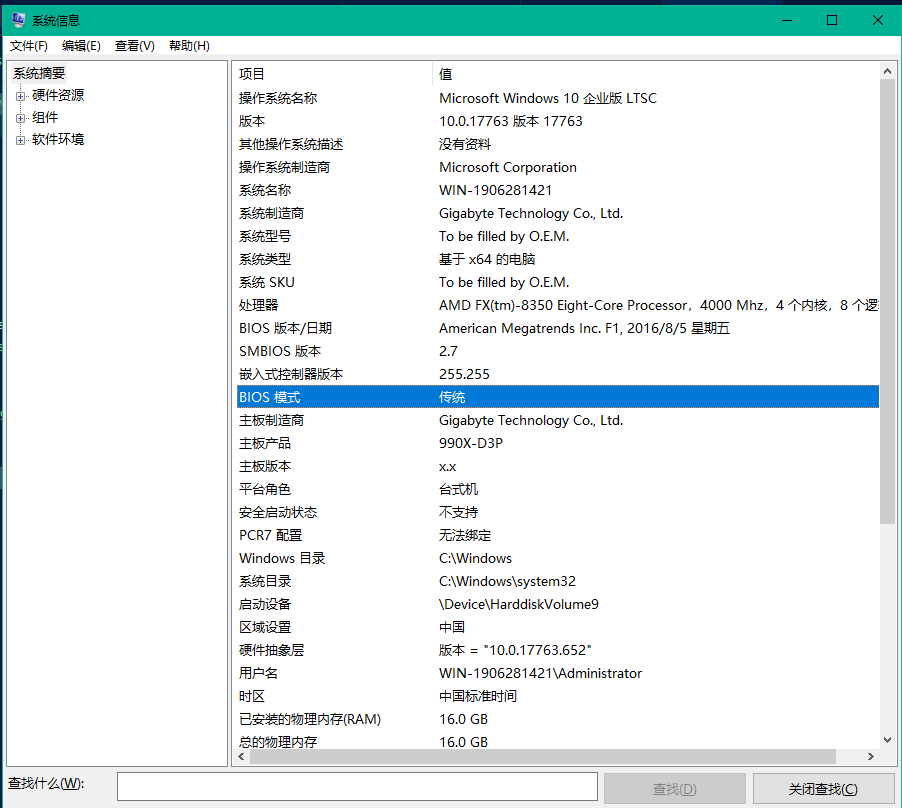 系统信息
文件(F) 编辑(E) 查看(V) 帮助(H)
系统摘要
硬件资源
组件
软件环境
项目 值
操作系统名称 Microsoft Windows 10 企业版 LTSC
版本 10.0.17763 版本 17763
其他操作系统描述 没有资料
操作系统制造商 Microsoft Corporation
系统名称 WIN-1906281421
系统制造商 Gigabyte Technology Co., Ltd.
系统型号 To be filled by O.E.M.
系统类型 基于 x64 的电脑
系统 SKU To be filled by O.E.M.
处理器 AMD FX(tm)-8350 Eight-Core Processor，4000 Mhz，4 个内核，8 个逻
BIOS 版本/日期 American Megatrends Inc. F1, 2016/8/5 星期五
SMBIOS 版本 2.7
嵌入式控制器版本 255.255
BIOS 模式 传统
主板制造商 Gigabyte Technology Co., Ltd.
主板产品 990X-D3P
主板版本 x.x
平台角色 台式机
安全启动状态 不支持
PCR7 配置 无法绑定
Windows 目录 C:\Windows
系统目录 C:\Windows\system32
启动设备 \Device\HarddiskVolume9
区域设置 中国
硬件抽象层 版本 = "10.0.17763.652"
用户名 WIN-1906281421\Administrator
时区 中国标准时间
已安装的物理内存(RAM) 16.0 GB
总的物理内存 16.0 GB
查找什么(W): 查找(D) 关闭查找(C)